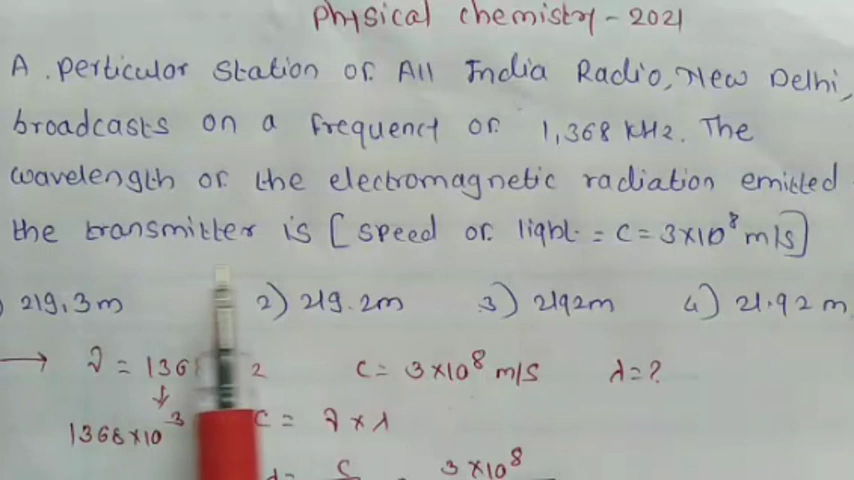 Physical chemistry - 2021
A Perticular Station of All India Radio, New Delhi,
broadcasts on a frequency of 1,368 kHz. The
wavelength of the electromagnetic radiation emitted
the transmitter is [speed of light = C = 3×10⁸ m/s]
) 219.3m 2) 219.2m 3) 2192m 4) 21.92 m
→ ν = 136 z C = 3×10⁸ m/s λ = ?
↓
1368×10³ C = ν × λ
λ = C 3×10⁸